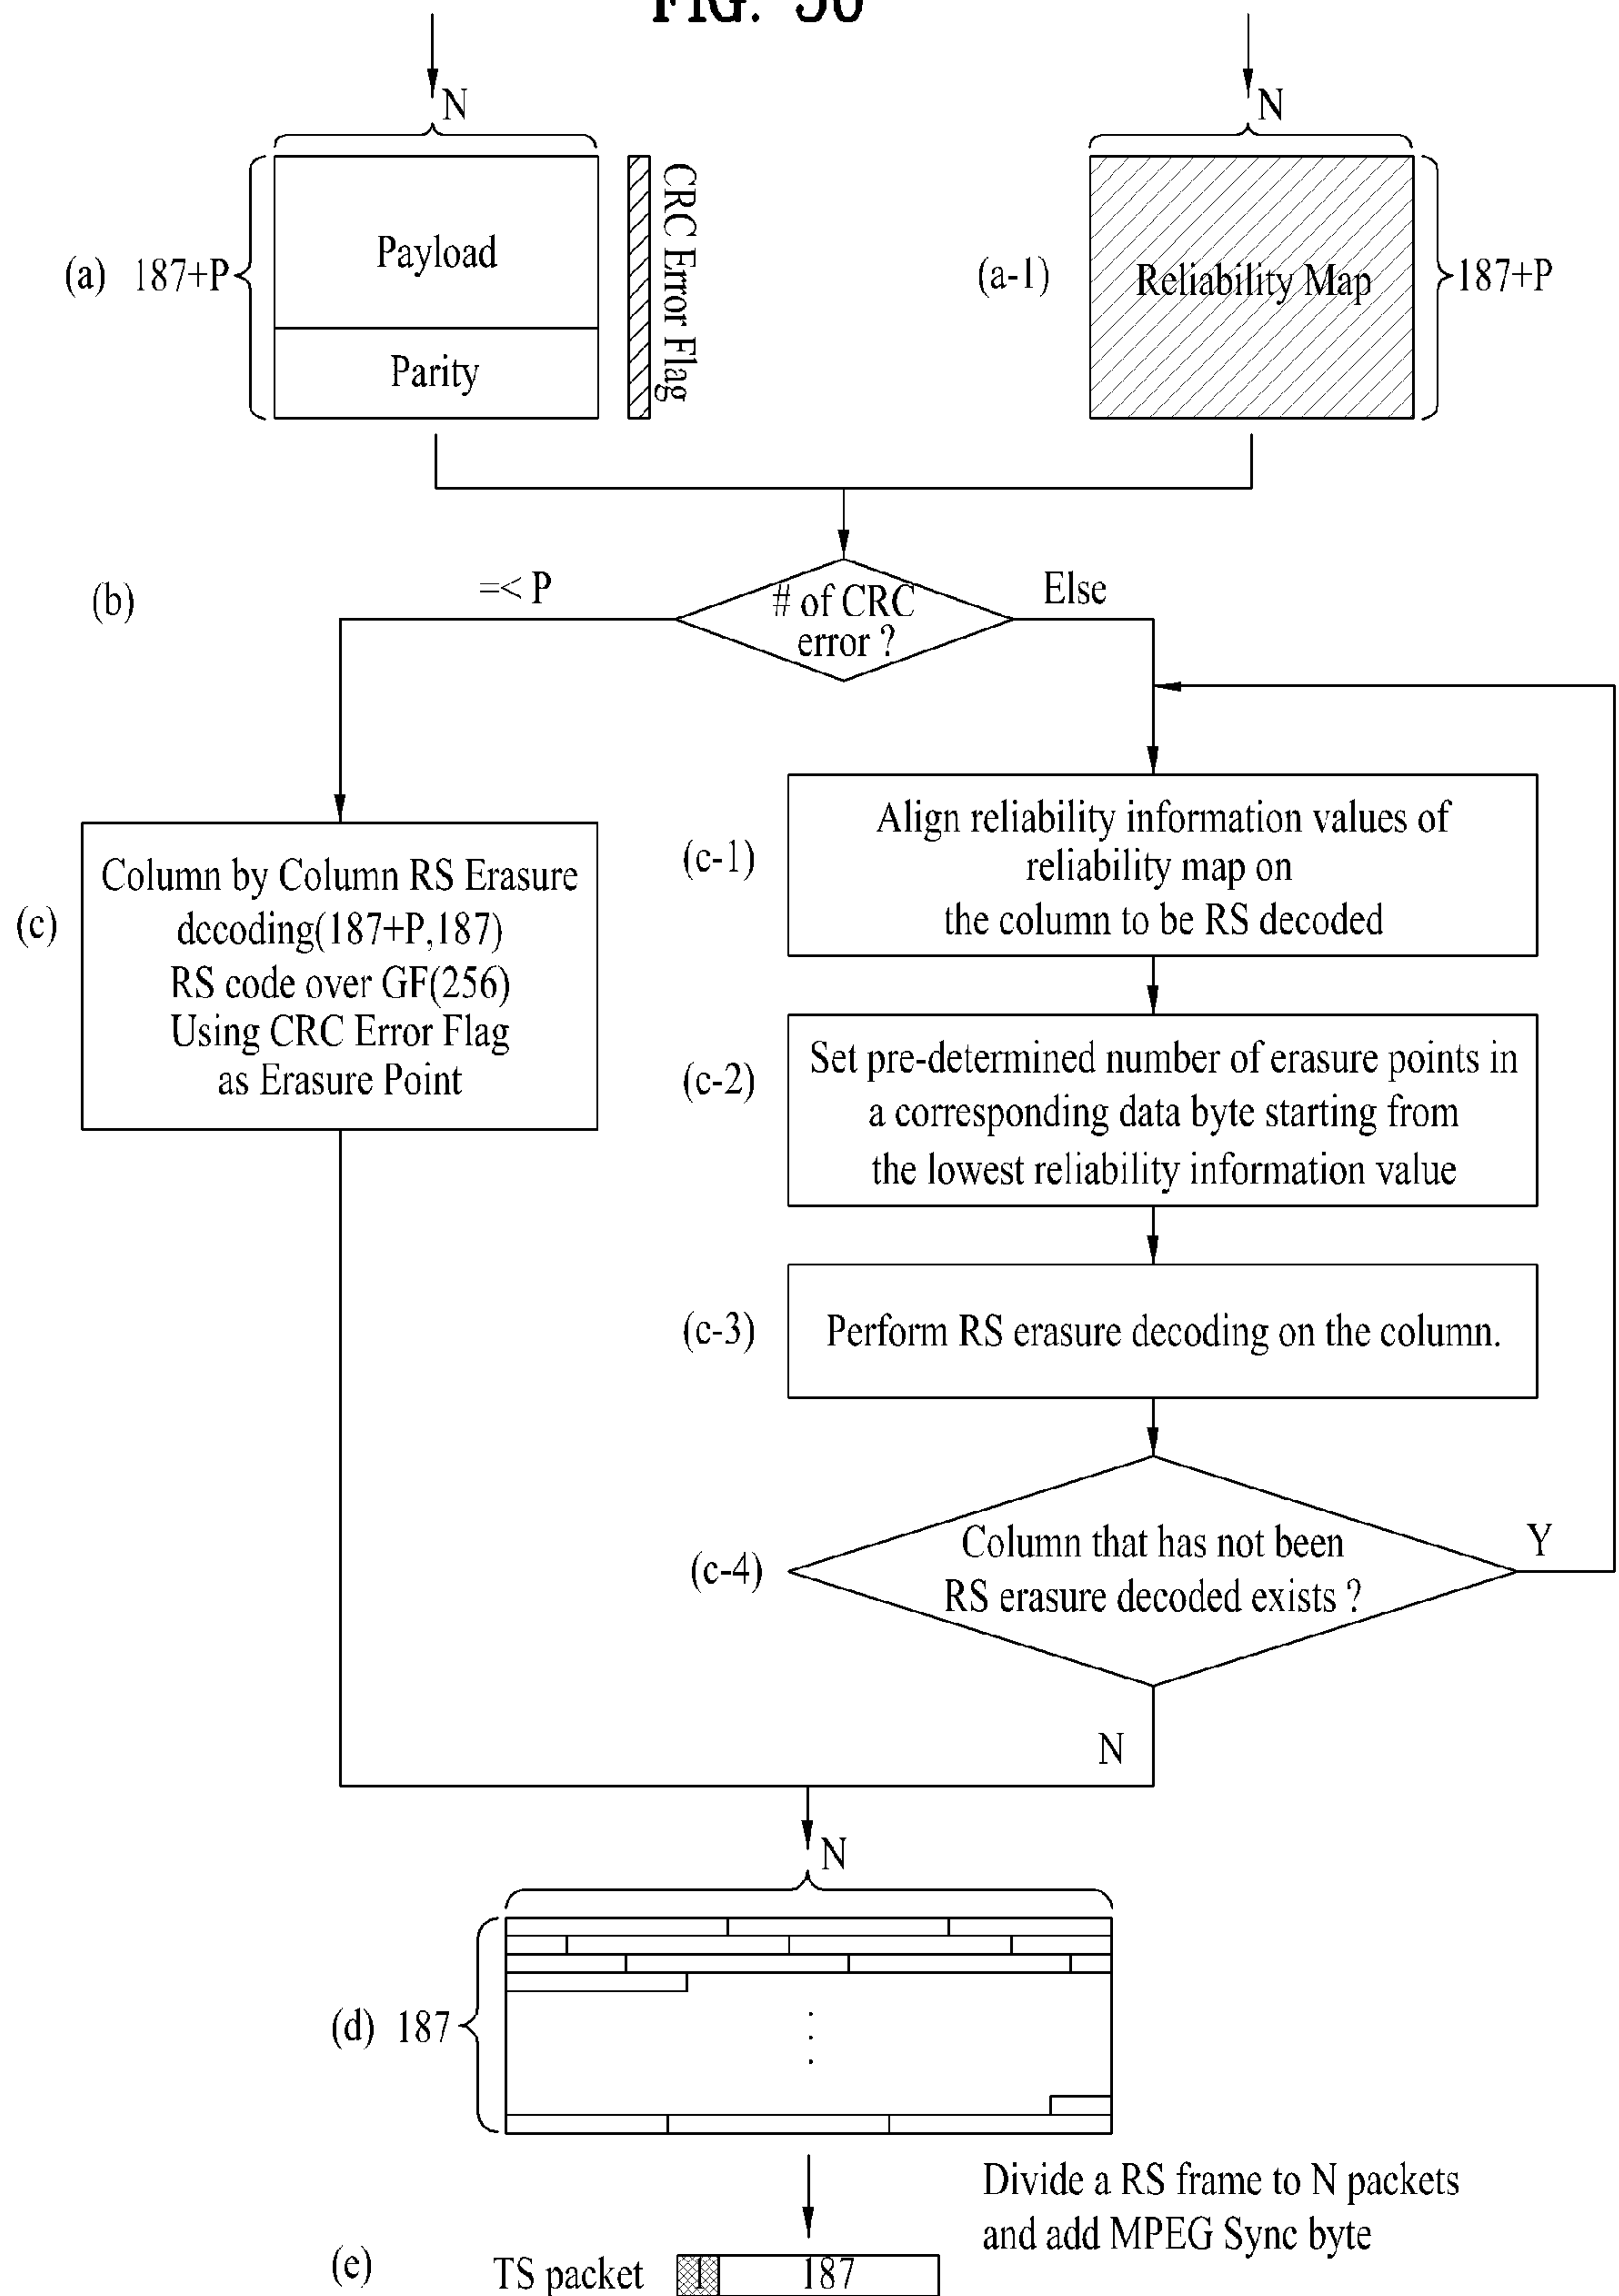 N
N
(a) 187+P
Payload
Parity
CRC Error Flag
(a-1)
Reliability Map
187+P
(b)
=< P
# of CRC
error ?
Else
(c)
Column by Column RS Erasure
dccoding(187+P,187)
RS code over GF(256)
Using CRC Error Flag
as Erasure Point
(c-1)
Align reliability information values of
reliability map on
the column to be RS decoded
(c-2)
Set pre-determined number of erasure points in
a corresponding data byte starting from
the lowest reliability information value
(c-3)
Perform RS erasure decoding on the column.
(c-4)
Column that has not been
RS erasure decoded exists ?
Y
N
N
(d) 187
Divide a RS frame to N packets
and add MPEG Sync byte
(e)
TS packet
1
187